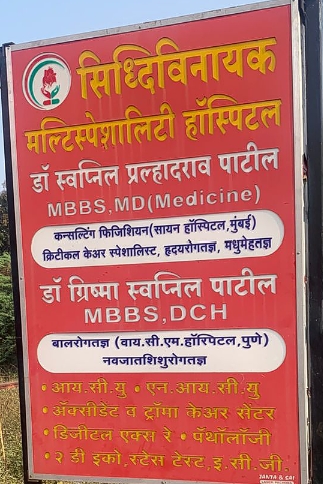 सिध्दिविनायक
मल्टिस्पेशालिटी हॉस्पिटल
डॉ स्वप्निल प्रल्हादराव पाटील
MBBS,MD(Medicine)
कन्सल्टिंग फिजिशियन(सायन हॉस्पिटल,मुंबई)
क्रिटीकल केअर स्पेशालिस्ट, हृदयरोगतज्ञ, मधुमेहतज्ञ
डॉ ग्रिष्मा स्वप्निल पाटील
MBBS,DCH
बालरोगतज्ञ (वाय.सी.एम.हॉस्पिटल,पुणे)
नवजातशिशुरोगतज्ञ
• आय.सी.यु • एन.आय.सी.यु
• ॲक्सीडेंट व ट्रॉमा केअर सेंटर
• डिजीटल एक्स रे • पॅथॉलॉजी
• २ डी इको,स्टेस टेस्ट,इ.सी.जी.